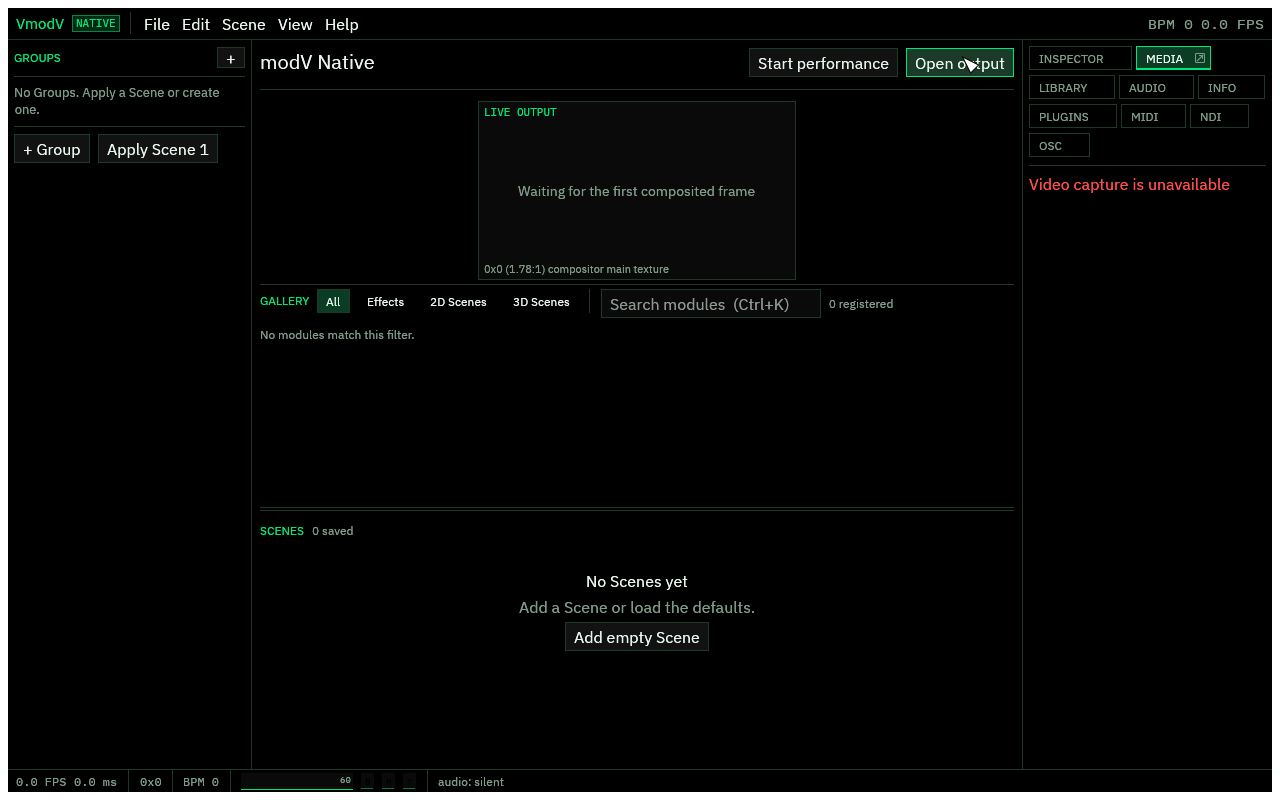 VmodV NATIVE File Edit Scene View Help BPM 0 0.0 FPS
GROUPS +
No Groups. Apply a Scene or create
one.
+ Group Apply Scene 1
modV Native Start performance Open output
LIVE OUTPUT
Waiting for the first composited frame
0x0 (1.78:1) compositor main texture
GALLERY All Effects 2D Scenes 3D Scenes Search modules (Ctrl+K) 0 registered
No modules match this filter.
SCENES 0 saved
No Scenes yet
Add a Scene or load the defaults.
Add empty Scene
INSPECTOR MEDIA
LIBRARY AUDIO INFO
PLUGINS MIDI NDI
OSC
Video capture is unavailable
0.0 FPS 0.0 ms 0x0 BPM 0 60 audio: silent